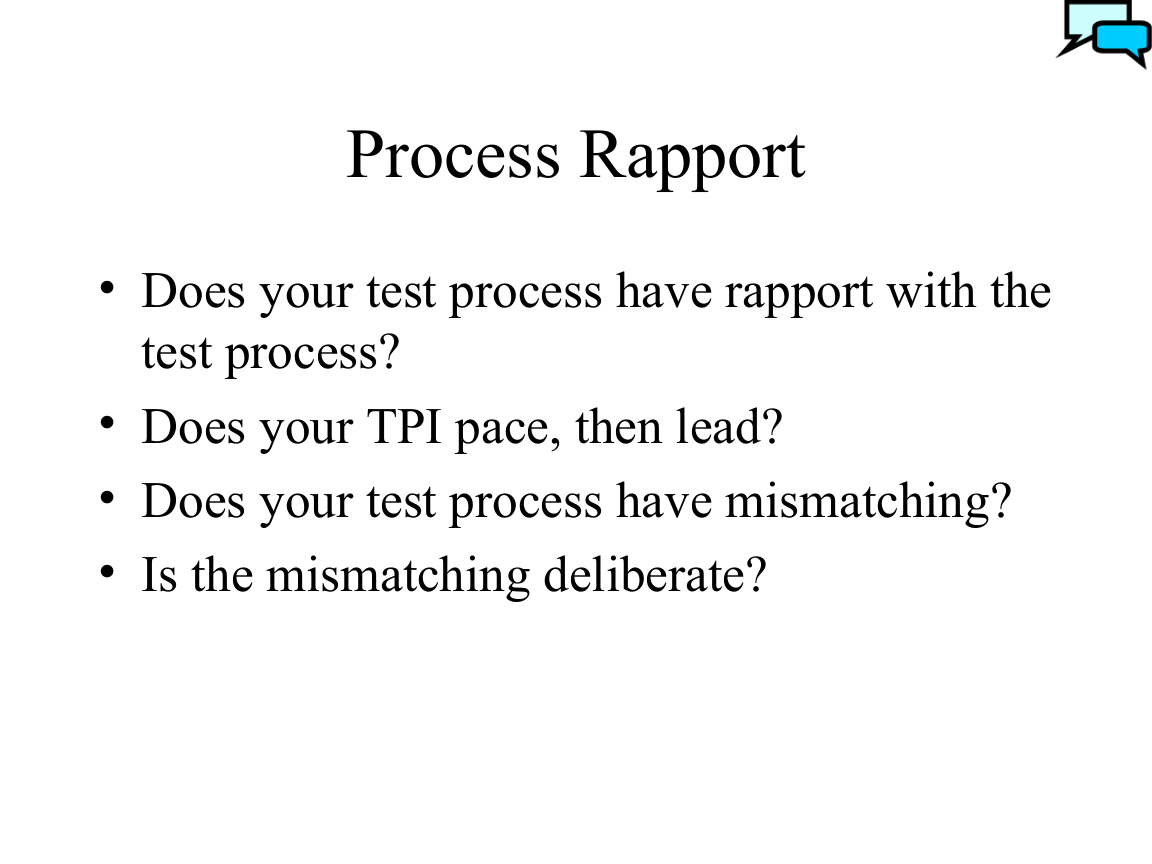 Process Rapport
• Does your test process have rapport with the
test process?
• Does your TPI pace, then lead?
• Does your test process have mismatching?
• Is the mismatching deliberate?